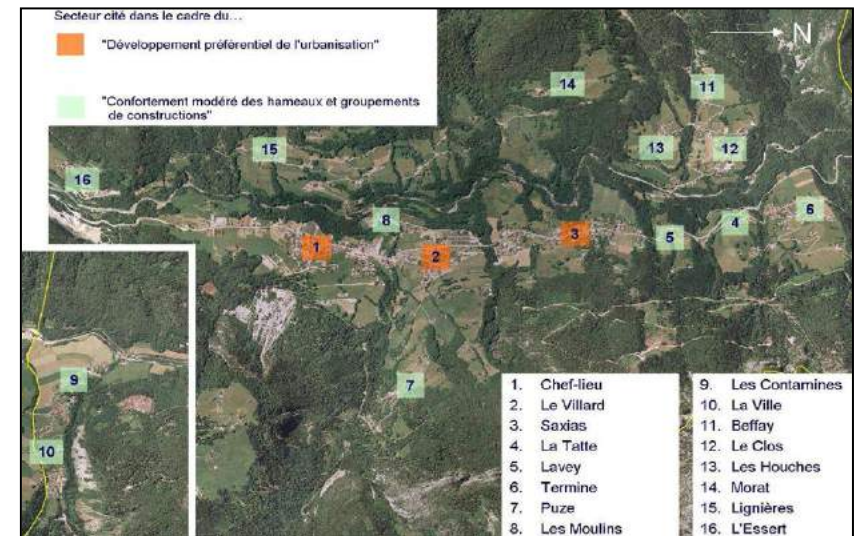 Secteur cité dans le cadre du…
"Développement préférentiel de l'urbanisation"
"Confortement modéré des hameaux et groupements
de constructions"
N
14
11
15
13
12
16
8
4
6
1
2
3
5
9
7
10
1. Chef-lieu
2. Le Villard
3. Saxias
4. La Tatte
5. Lavey
6. Termine
7. Puze
8. Les Moulins
9. Les Contamines
10. La Ville
11. Beffay
12. Le Clos
13. Les Houches
14. Morat
15. Lignières
16. L'Essert